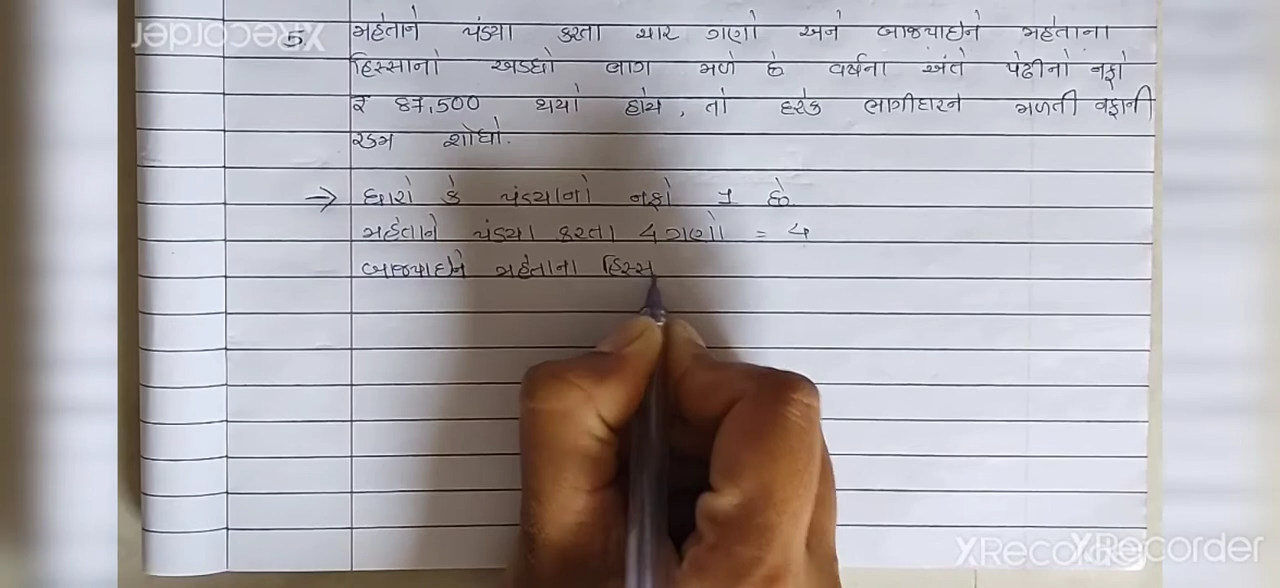 5. મહેતાને પંડ્યા કરતા ચાર ગણો અને બાજપાઈને મહેતાના
હિસ્સાનો અડધો ભાગ મળે છે વર્ષના અંતે પેઢીનો નફો
₹ 87,500 થયો હોય, તો દરેક ભાગીદારને મળતી નફાની
રકમ શોધો.
→ ધારો કે પંડ્યાનો નફો 1 છે
મહેતાને પંડ્યા કરતા 4 ગણો = 4
બાજપાઈને મહેતાના હિસ્સ
XRecorder
XRecorder
XRecorder